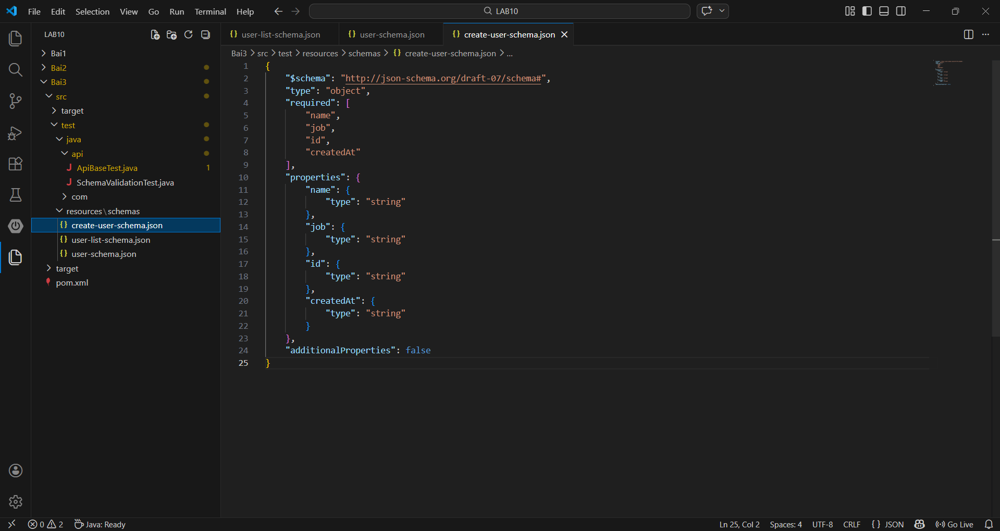 File Edit Selection View Go Run Terminal Help
LAB10
LAB10
Bai1
Bai2
Bai3
src
target
test
java
api
ApiBaseTest.java 1
SchemaValidationTest.java
com
resources\schemas
create-user-schema.json
user-list-schema.json
user-schema.json
target
pom.xml
user-list-schema.json user-schema.json create-user-schema.json
Bai3 > src > test > resources > schemas > {} create-user-schema.json > ...
1 {
2 "$schema": "http://json-schema.org/draft-07/schema#",
3 "type": "object",
4 "required": [
5 "name",
6 "job",
7 "id",
8 "createdAt"
9 ],
10 "properties": {
11 "name": {
12 "type": "string"
13 },
14 "job": {
15 "type": "string"
16 },
17 "id": {
18 "type": "string"
19 },
20 "createdAt": {
21 "type": "string"
22 }
23 },
24 "additionalProperties": false
25 }
0 2 Java: Ready
Ln 25, Col 2 Spaces: 4 UTF-8 CRLF {} JSON Go Live